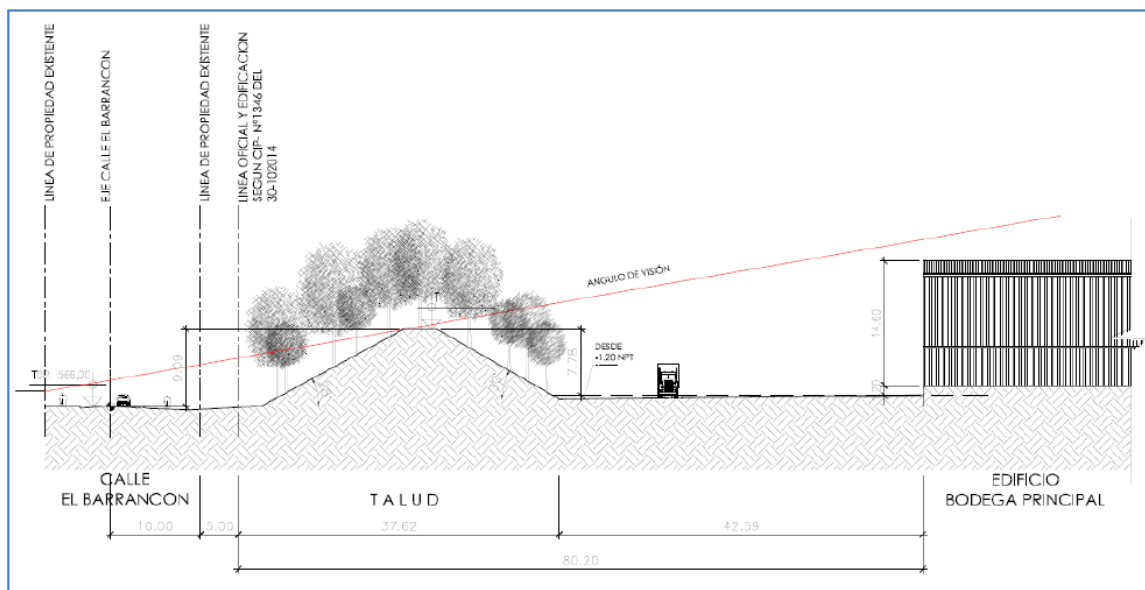 LINEA DE PROPIEDAD EXISTENTE
EJE CALLE EL BARRANCON
LINEA DE PROPIEDAD EXISTENTE
LINEA OFICIAL Y EDIFICACION
SEGUN CIP- Nº1346 DEL
30-102014
ANGULO DE VISIÓN
T
14.60
9.09
DESDE
-1.20 NPT
7.78
566,00
CALLE
EL BARRANCON
TALUD
EDIFICIO
BODEGA PRINCIPAL
10.00
5.00
37.62
42.59
80.20